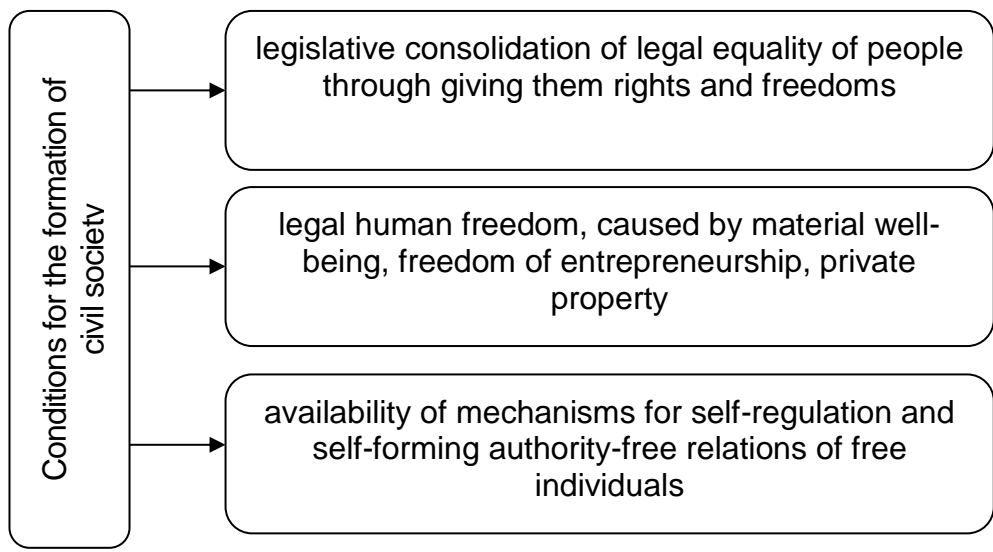 Conditions for the formation of
civil society
legislative consolidation of legal equality of people
through giving them rights and freedoms
legal human freedom, caused by material well-
being, freedom of entrepreneurship, private
property
availability of mechanisms for self-regulation and
self-forming authority-free relations of free
individuals